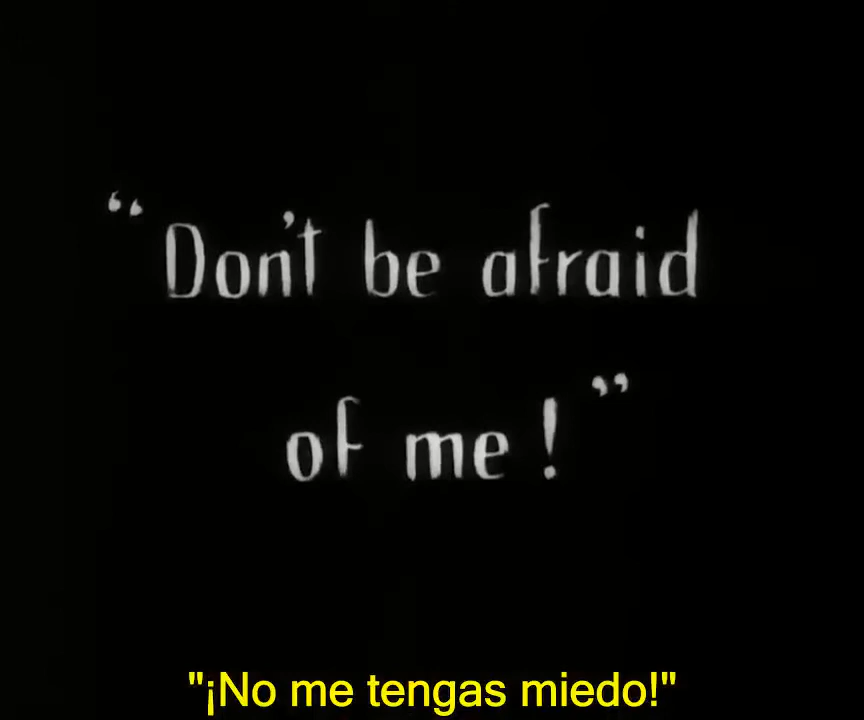 “Don't be afraid
of me!”
"¡No me tengas miedo!"